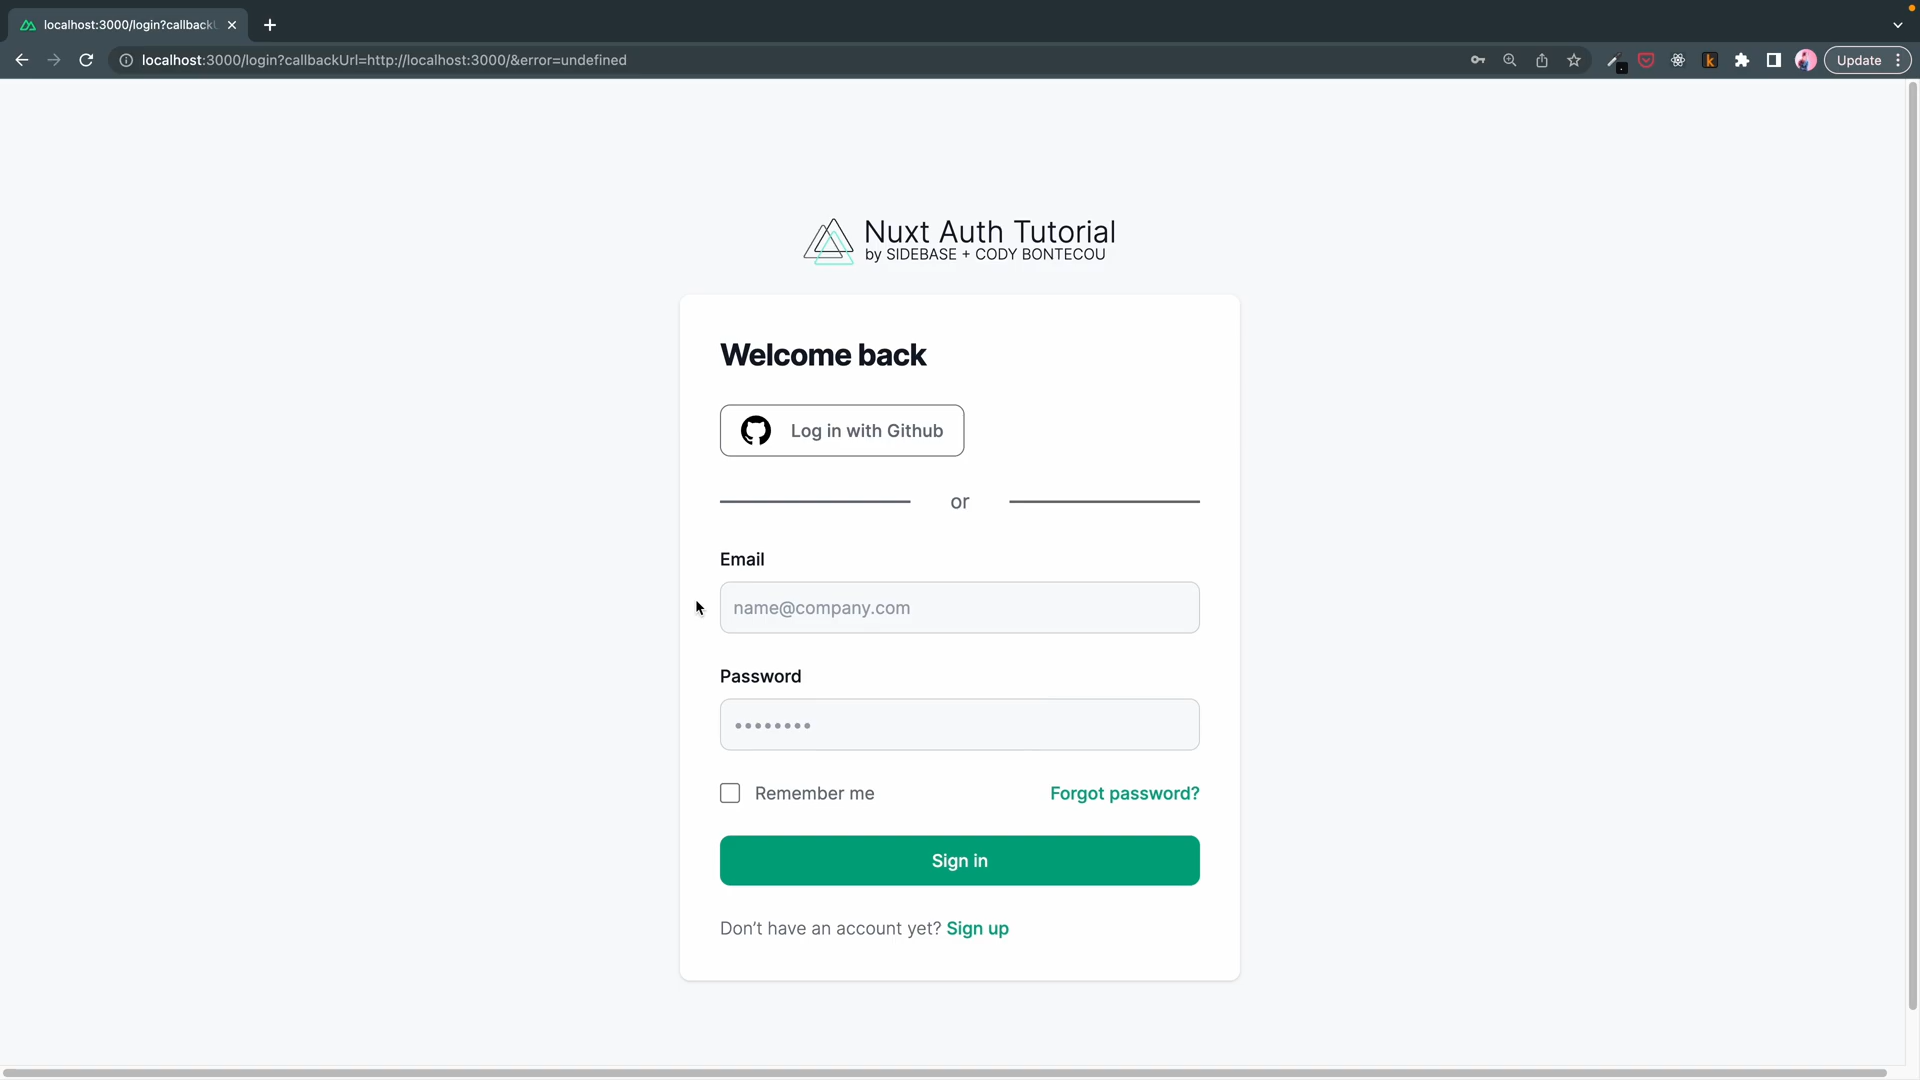 localhost:3000/login?callbackU
localhost:3000/login?callbackUrl=http://localhost:3000/&error=undefined
k
Update
Nuxt Auth Tutorial
by SIDEBASE + CODY BONTECOU
Welcome back
Log in with Github
or
Email
name@company.com
Password
Remember me
Forgot password?
Sign in
Don't have an account yet? Sign up